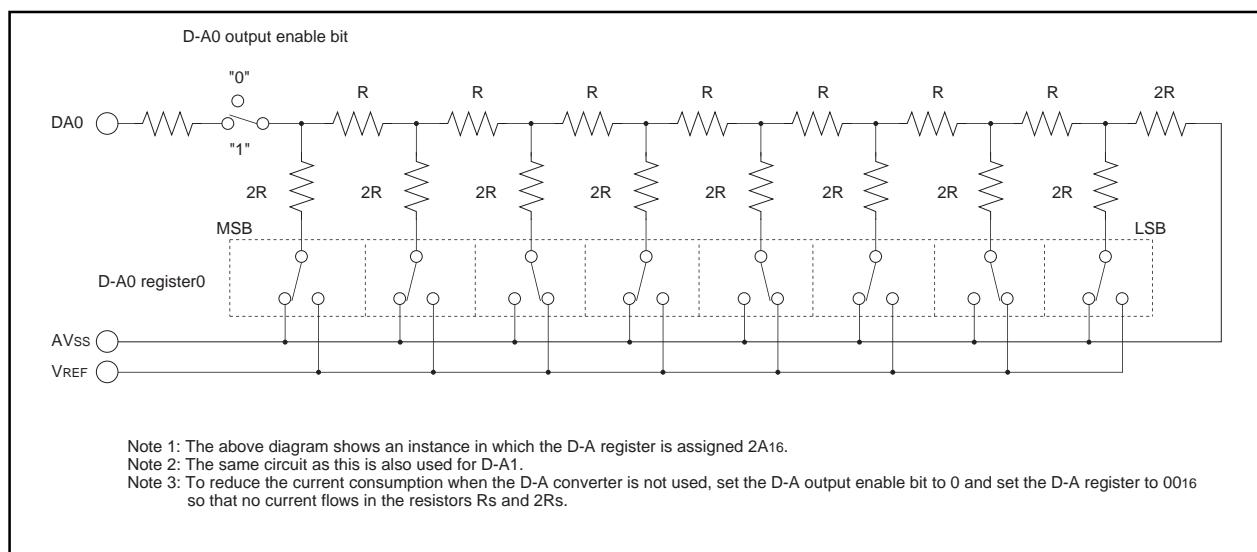 D-A0 output enable bit
"0"
R R R R R R R 2R
DA0
"1"
2R 2R 2R 2R 2R 2R 2R 2R
MSB LSB
D-A0 register0
AVSS
VREF
Note 1: The above diagram shows an instance in which the D-A register is assigned 2A16.
Note 2: The same circuit as this is also used for D-A1.
Note 3: To reduce the current consumption when the D-A converter is not used, set the D-A output enable bit to 0 and set the D-A register to 0016
so that no current flows in the resistors Rs and 2Rs.